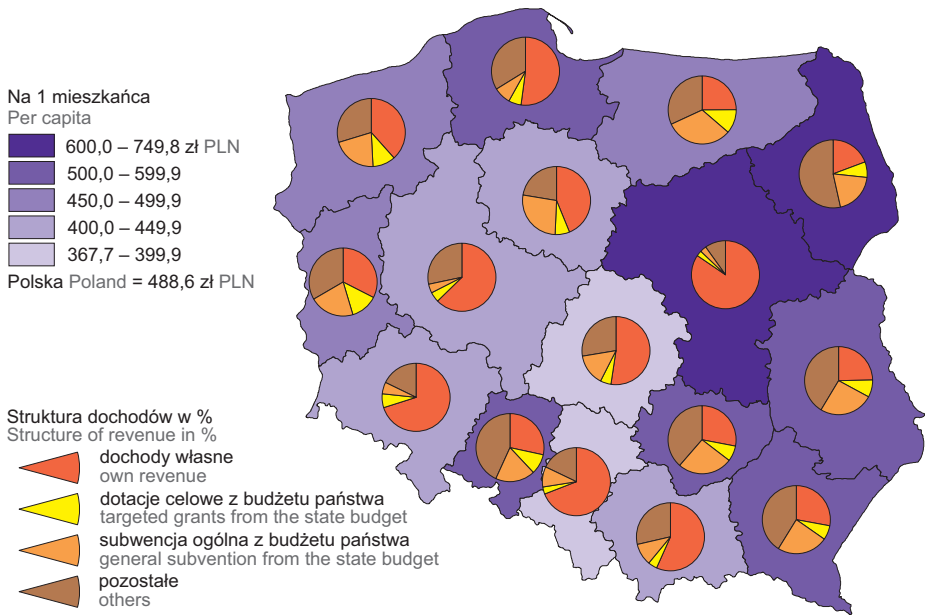 Na 1 mieszkańca
Per capita
600,0 – 749,8 zł PLN
500,0 – 599,9
450,0 – 499,9
400,0 – 449,9
367,7 – 399,9
Polska Poland = 488,6 zł PLN
Struktura dochodów w %
Structure of revenue in %
dochody własne
own revenue
dotacje celowe z budżetu państwa
targeted grants from the state budget
subwencja ogólna z budżetu państwa
general subvention from the state budget
pozostałe
others